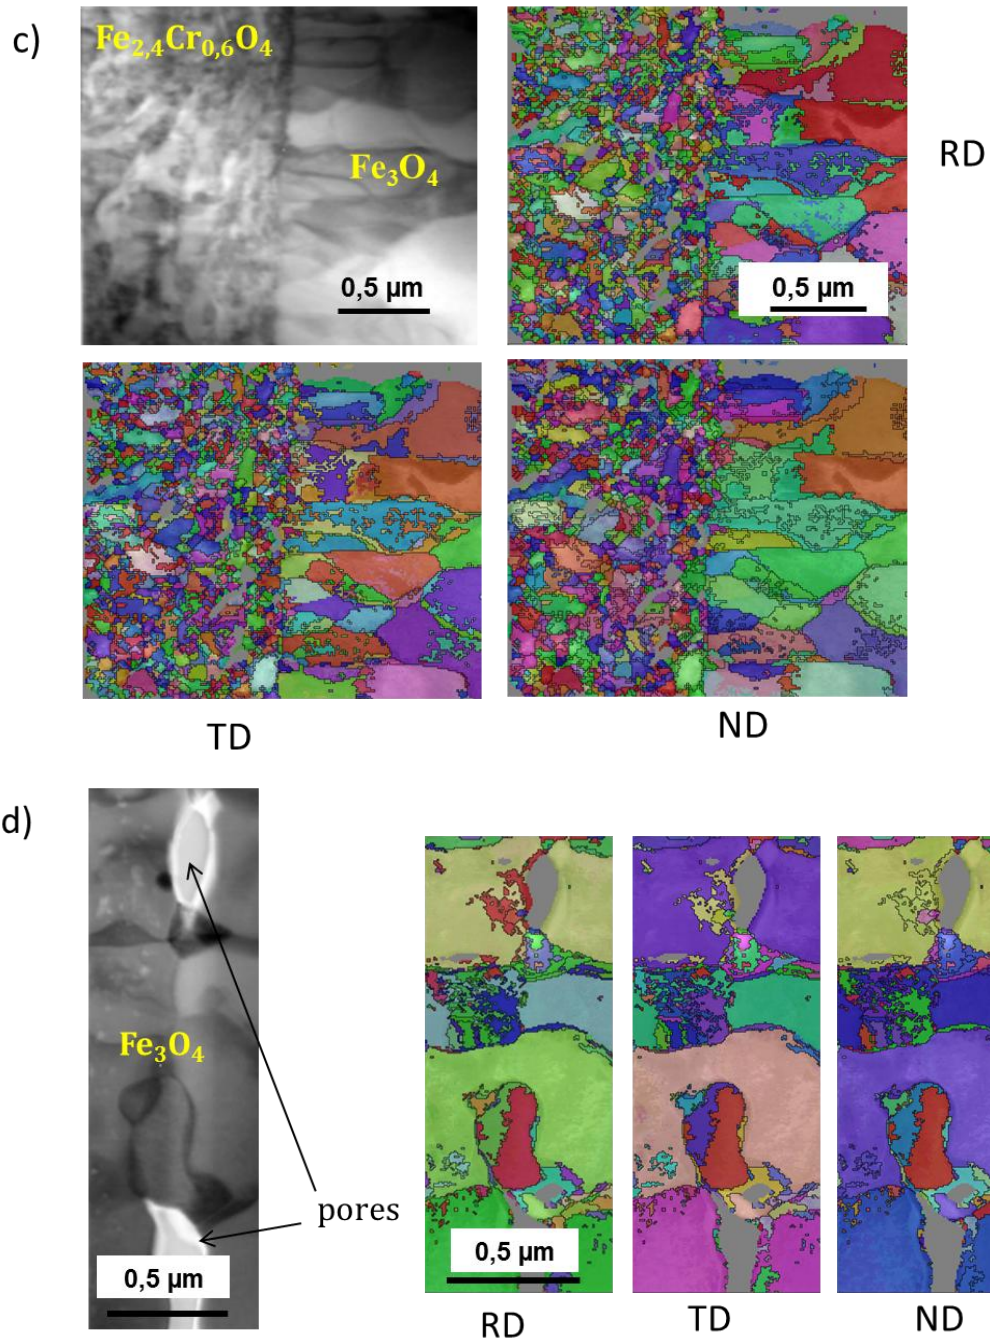 c)
Fe2,4Cr0,6O4
Fe3O4
0,5 µm
0,5 µm
RD
TD
ND
d)
Fe3O4
pores
0,5 µm
0,5 µm
RD
TD
ND